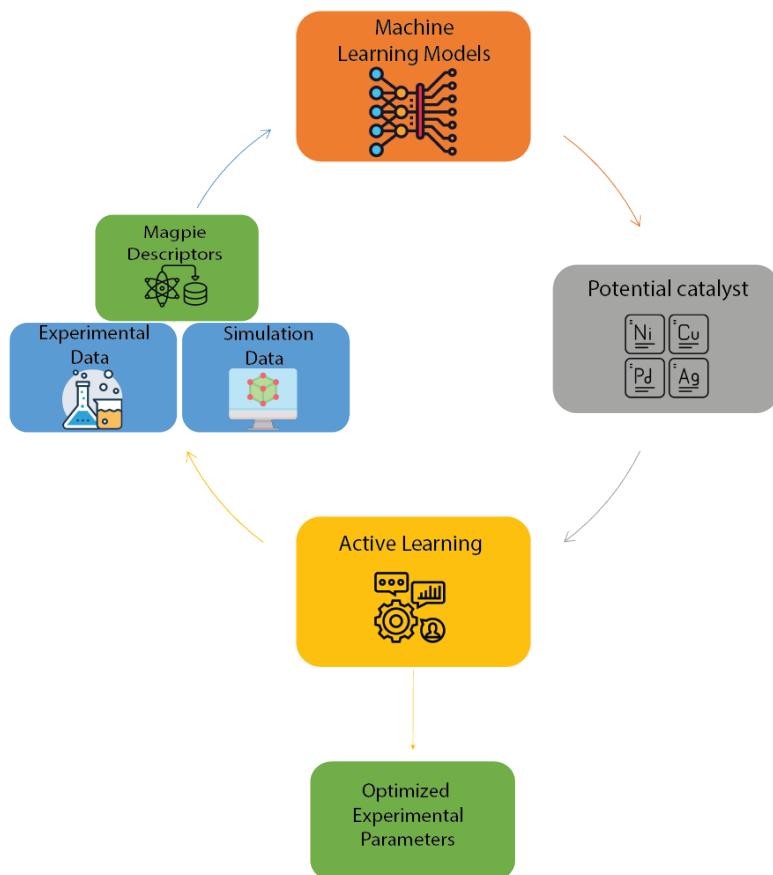 Machine
Learning Models
Magpie
Descriptors
Experimental
Data
Simulation
Data
Potential catalyst
Ni
Cu
Pd
Ag
Active Learning
Optimized
Experimental
Parameters